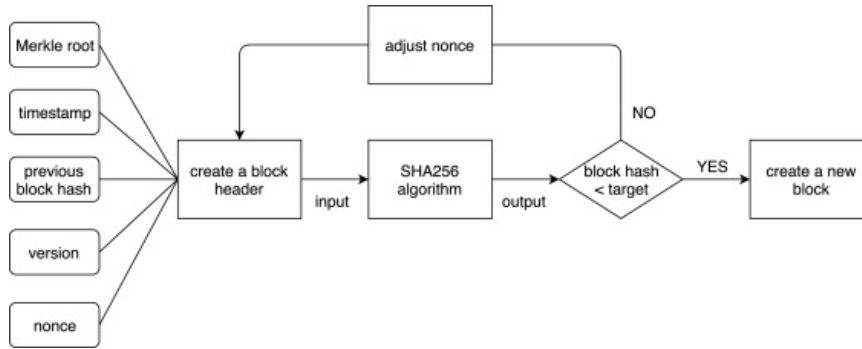 Merkle root
timestamp
previous
block hash
version
nonce
create a block
header
adjust nonce
input
SHA256
algorithm
output
block hash
< target
NO
YES
create a new
block